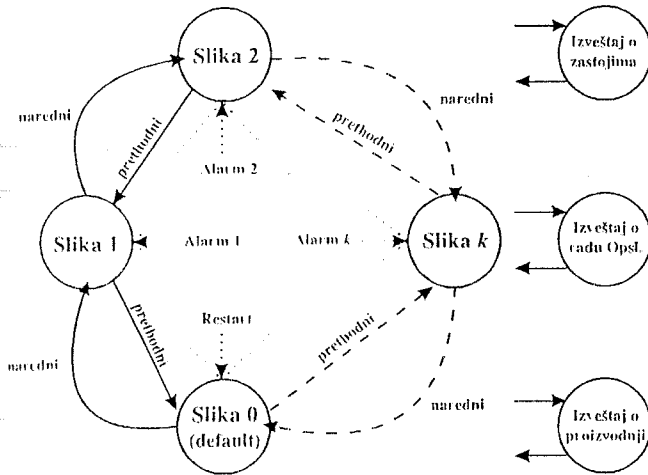 Slika 2
Izveštaj o
zastojima
naredni
naredni
prethodni
prethodni
Alarm 2
Slika 1
Alarm 1
Alarm k
Slika k
Izveštaj o
radu OpsL
Restart
prethodni
prethodni
naredni
naredni
Slika 0
(default)
Izveštaj o
proizvodnji